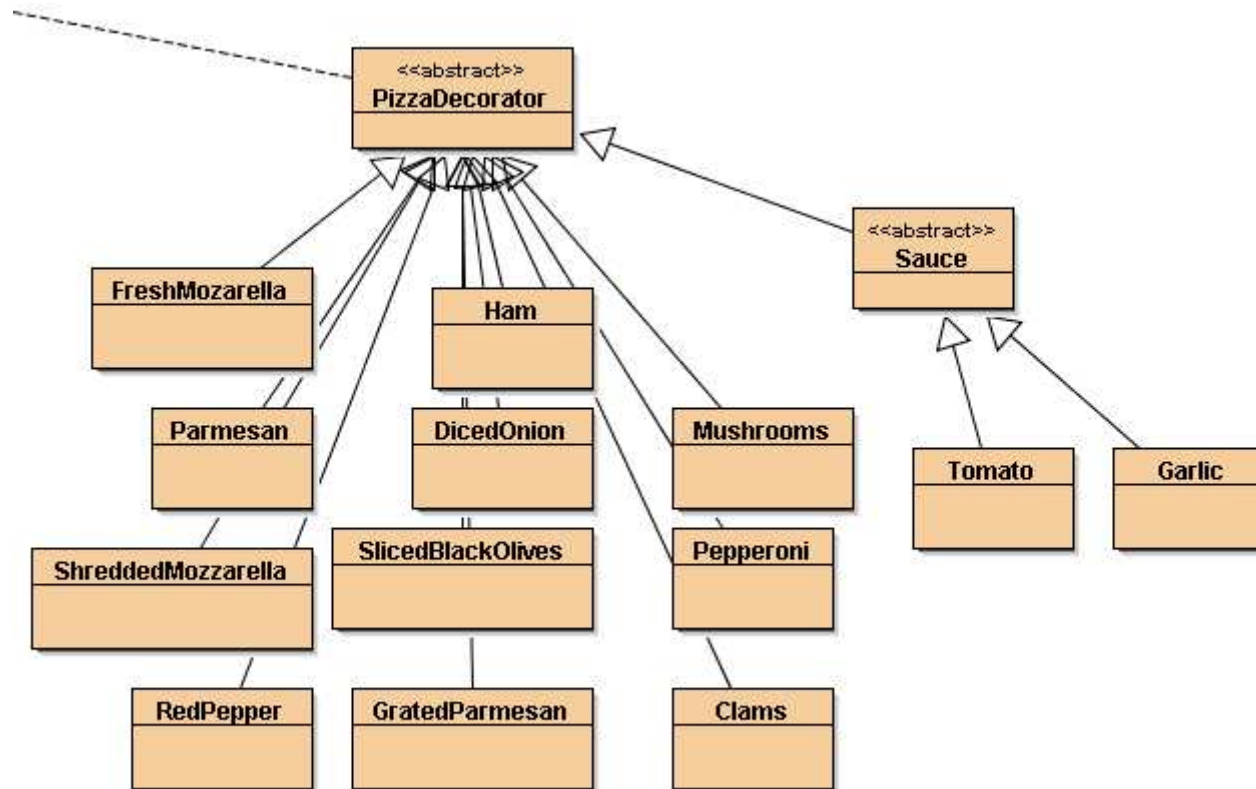 <<abstract>>
PizzaDecorator
<<abstract>>
Sauce
FreshMozarella
Ham
Parmesan
DicedOnion
Mushrooms
Tomato
Garlic
SlicedBlackOlives
Pepperoni
ShreddedMozzarella
RedPepper
GratedParmesan
Clams